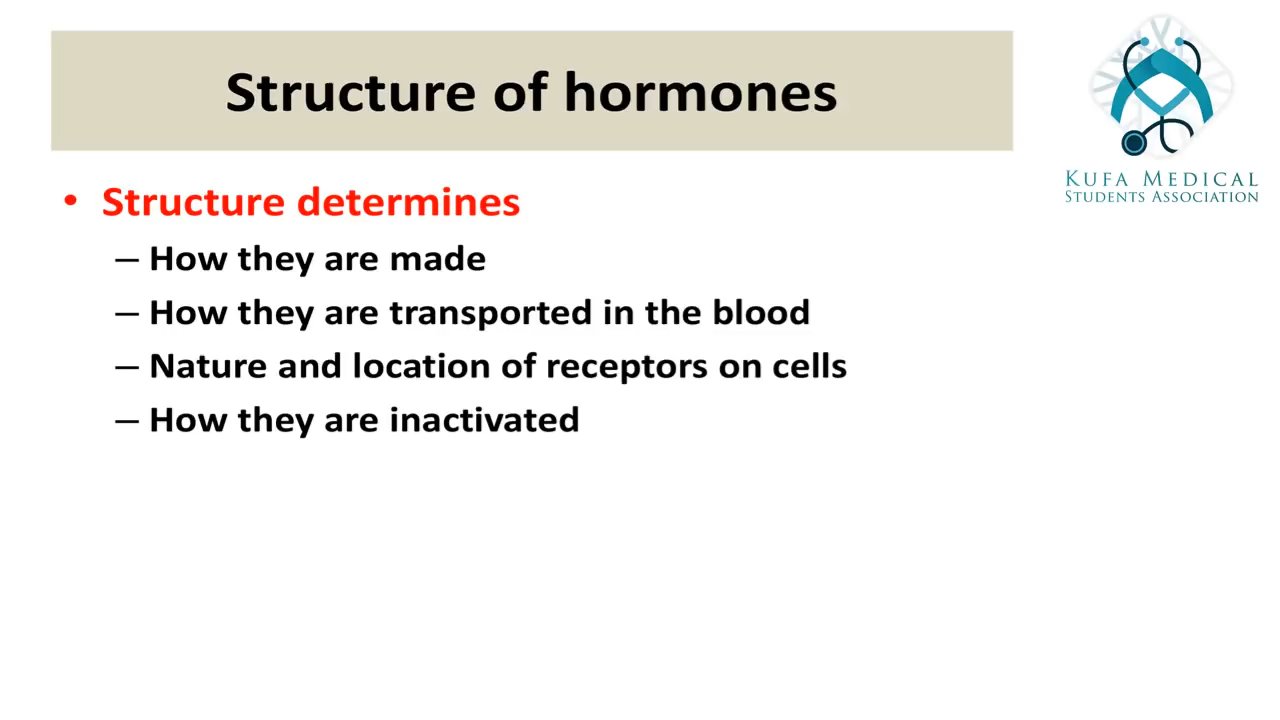 Structure of hormones
KUFA MEDICAL
STUDENTS ASSOCIATION
• Structure determines
– How they are made
– How they are transported in the blood
– Nature and location of receptors on cells
– How they are inactivated